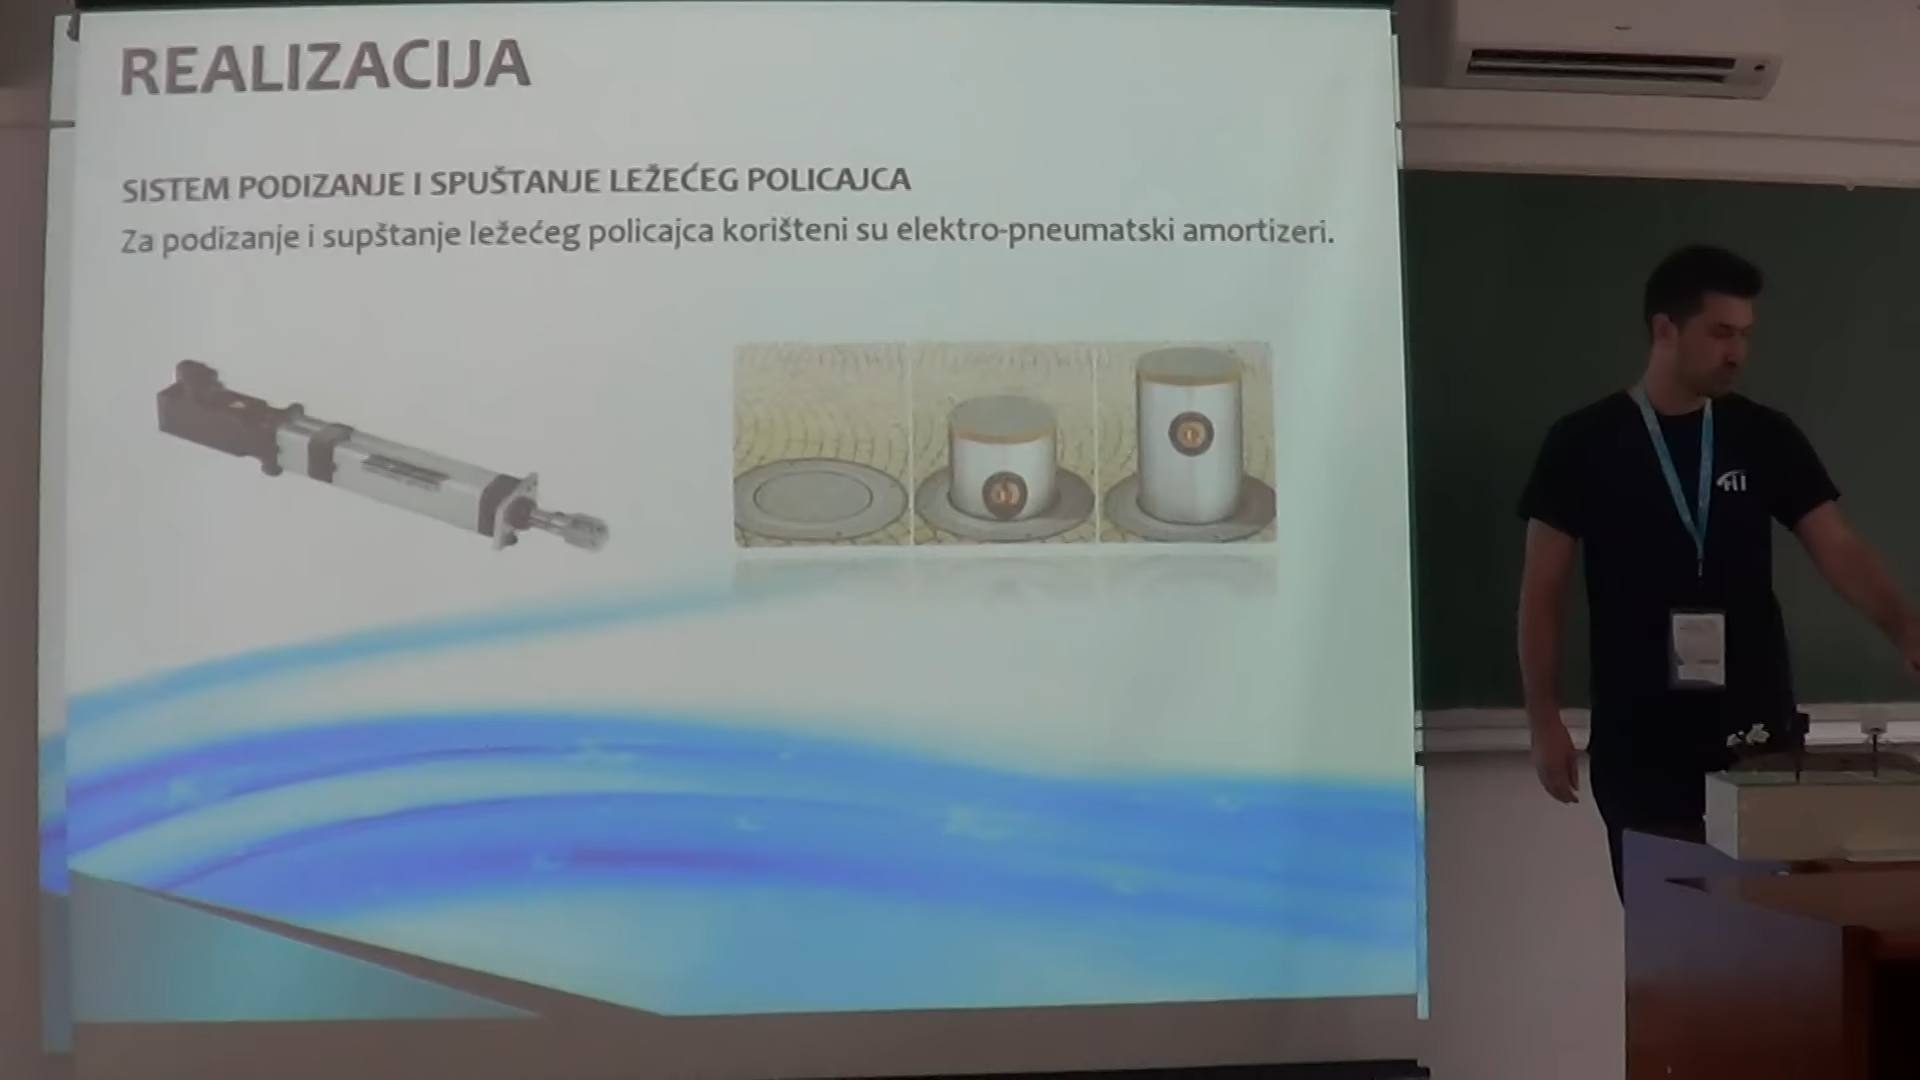 REALIZACIJA
SISTEM PODIZANJE I SPUŠTANJE LEŽEĆEG POLICAJCA
Za podizanje i supštanje ležećeg policajca korišteni su elektro-pneumatski amortizeri.